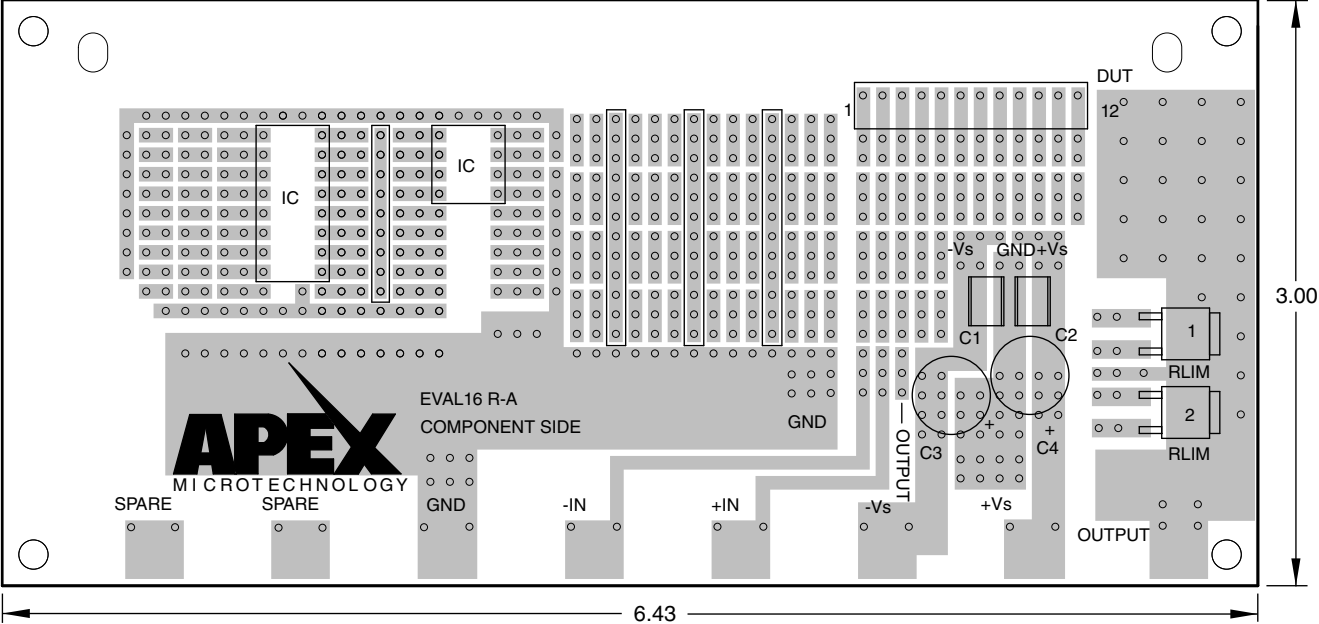 DUT
1
12
IC
IC
-Vs
GND
+Vs
3.00
C1
C2
1
RLIM
EVAL16 R-A
COMPONENT SIDE
GND
2
RLIM
+
+
C3
C4
OUTPUT
APEX
MICROTECHNOLOGY
SPARE
SPARE
GND
-IN
+IN
-Vs
+Vs
OUTPUT
6.43